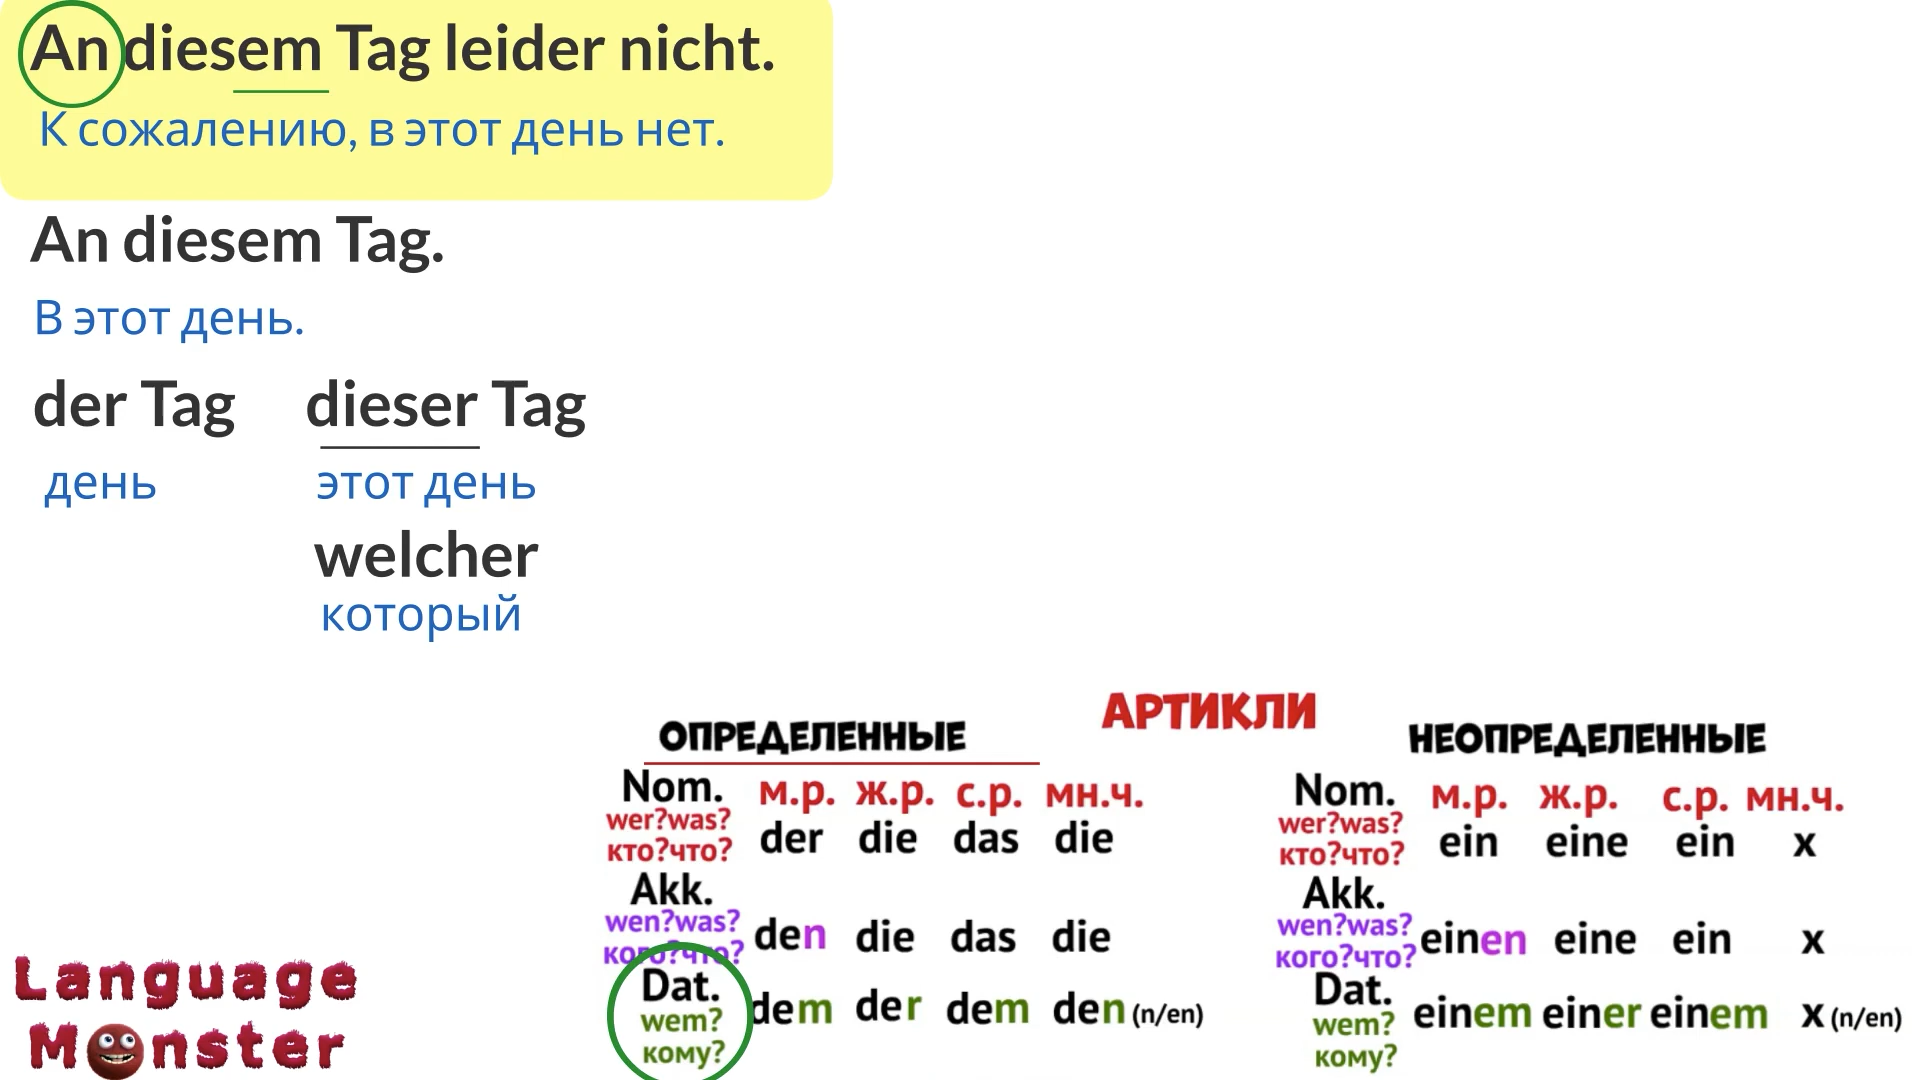 An diesem Tag leider nicht.
К сожалению, в этот день нет.
An diesem Tag.
В этот день.
der Tag dieser Tag
день этот день
welcher
который
АРТИКЛИ
ОПРЕДЕЛЕННЫЕ
Nom. м.р. ж.р. с.р. мн.ч.
wer?was? der die das die
кто?что?
Akk.
wen?was? den die das die
кого?что?
Dat. dem der dem den (n/en)
wem?
кому?
НЕОПРЕДЕЛЕННЫЕ
Nom. м.р. ж.р. с.р. мн.ч.
wer?was? ein eine ein x
кто?что?
Akk.
wen?was? einen eine ein x
кого?что?
Dat. einem einer einem x (n/en)
wem?
кому?
Language
Monster